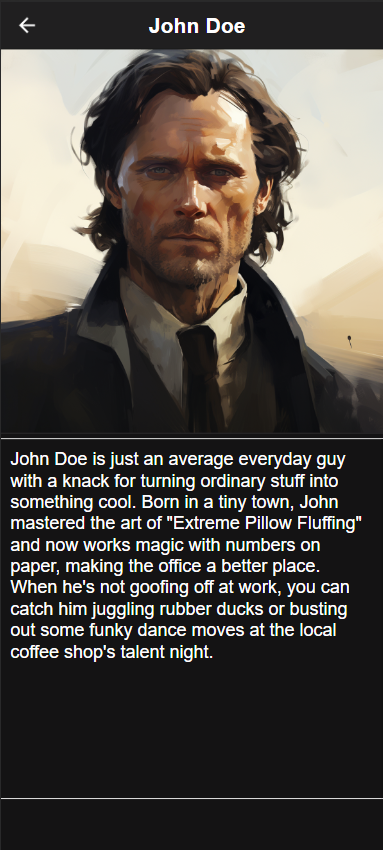 John Doe
John Doe is just an average everyday guy
with a knack for turning ordinary stuff into
something cool. Born in a tiny town, John
mastered the art of "Extreme Pillow Fluffing"
and now works magic with numbers on
paper, making the office a better place.
When he's not goofing off at work, you can
catch him juggling rubber ducks or busting
out some funky dance moves at the local
coffee shop's talent night.